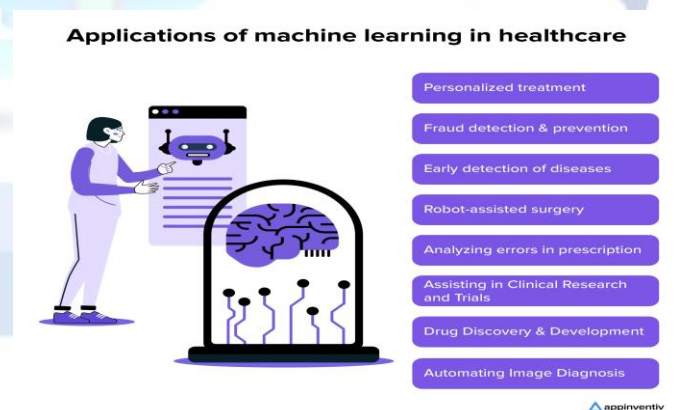 Applications of machine learning in healthcare
Personalized treatment
Fraud detection & prevention
Early detection of diseases
Robot-assisted surgery
Analyzing errors in prescription
Assisting in Clinical Research
and Trials
Drug Discovery & Development
Automating Image Diagnosis
appinventiv